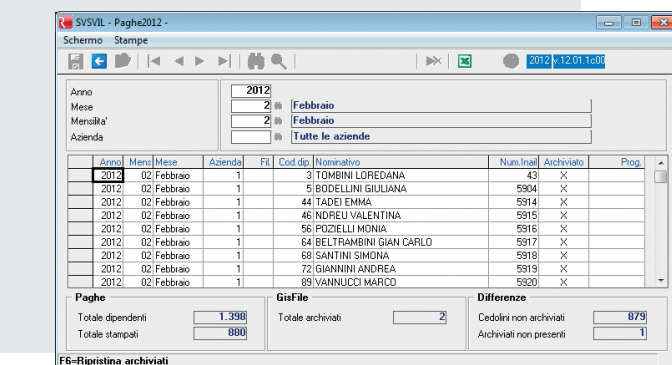 SVSVIL - Paghe2012 -
Schermo Stampe
2012 v.12.01.1c00
Anno 2012
Mese 2 Febbraio
Mensilita' 2 Febbraio
Azienda Tutte le aziende
Anno Mens Mese Azienda Fil. Cod.dip. Nominativo Num.Inail Archiviato Prog.
2012 02 Febbraio 1 3 TOMBINI LOREDANA 43 X
2012 02 Febbraio 1 5 BODELLINI GIULIANA 5904 X
2012 02 Febbraio 1 44 TADEI EMMA 5914 X
2012 02 Febbraio 1 46 NDREU VALENTINA 5915 X
2012 02 Febbraio 1 56 POZIELLI MONIA 5916 X
2012 02 Febbraio 1 64 BELTRAMBINI GIAN CARLO 5917 X
2012 02 Febbraio 1 68 SANTINI SIMONA 5918 X
2012 02 Febbraio 1 72 GIANNINI ANDREA 5919 X
2012 02 Febbraio 1 89 VANNUCCI MARCO 5920 X
Paghe GisFile Differenze
Totale dipendenti 1.398 Totale archiviati 2 Cedolini non archiviati 879
Totale stampati 880 Archiviati non presenti 1
F6=Ripristina archiviati